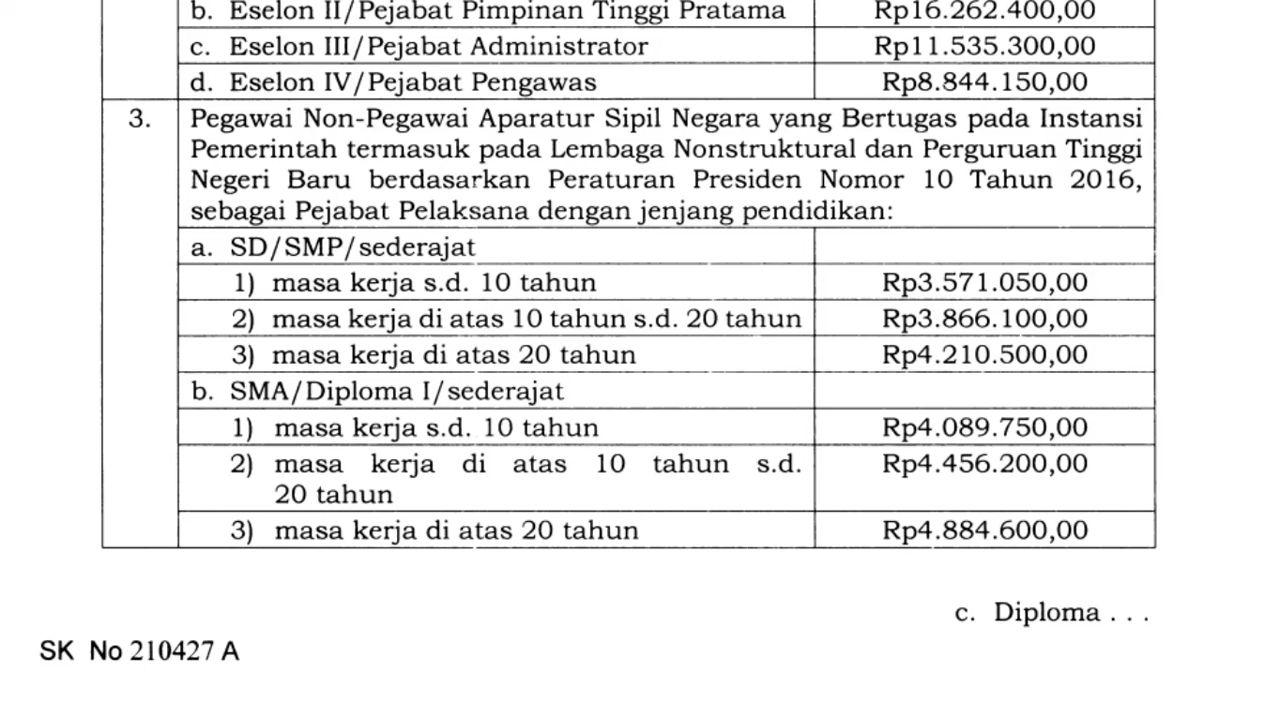 b. Eselon II/Pejabat Pimpinan Tinggi Pratama Rp16.262.400,00
c. Eselon III/Pejabat Administrator Rp11.535.300,00
d. Eselon IV/Pejabat Pengawas Rp8.844.150,00
3. Pegawai Non-Pegawai Aparatur Sipil Negara yang Bertugas pada Instansi
Pemerintah termasuk pada Lembaga Nonstruktural dan Perguruan Tinggi
Negeri Baru berdasarkan Peraturan Presiden Nomor 10 Tahun 2016,
sebagai Pejabat Pelaksana dengan jenjang pendidikan:
a. SD/SMP/sederajat
1) masa kerja s.d. 10 tahun Rp3.571.050,00
2) masa kerja di atas 10 tahun s.d. 20 tahun Rp3.866.100,00
3) masa kerja di atas 20 tahun Rp4.210.500,00
b. SMA/Diploma I/sederajat
1) masa kerja s.d. 10 tahun Rp4.089.750,00
2) masa kerja di atas 10 tahun s.d. Rp4.456.200,00
20 tahun
3) masa kerja di atas 20 tahun Rp4.884.600,00
c. Diploma . . .
SK No 210427 A